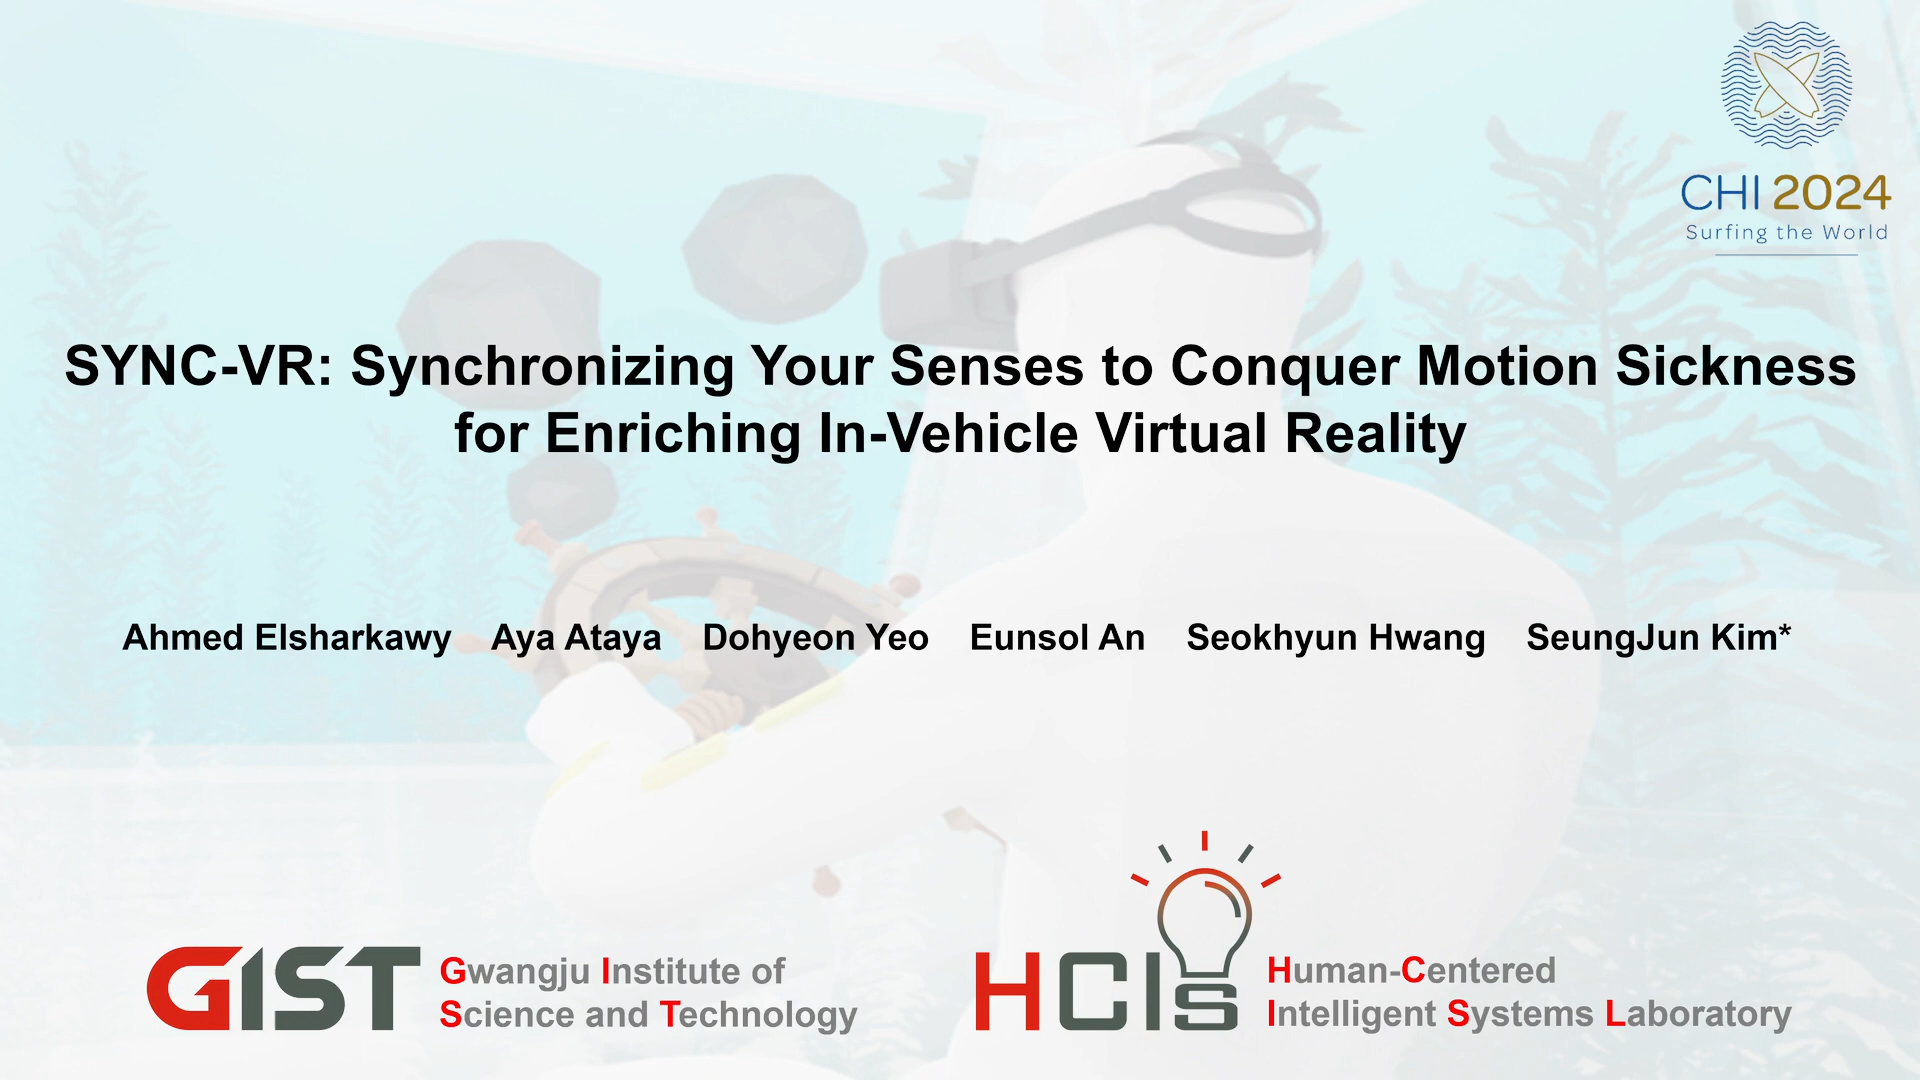 CHI 2024
Surfing the World
SYNC-VR: Synchronizing Your Senses to Conquer Motion Sickness
for Enriching In-Vehicle Virtual Reality
Ahmed Elsharkawy Aya Ataya Dohyeon Yeo Eunsol An Seokhyun Hwang SeungJun Kim*
GIST
Gwangju Institute of
Science and Technology
HCIS
Human-Centered
Intelligent Systems Laboratory